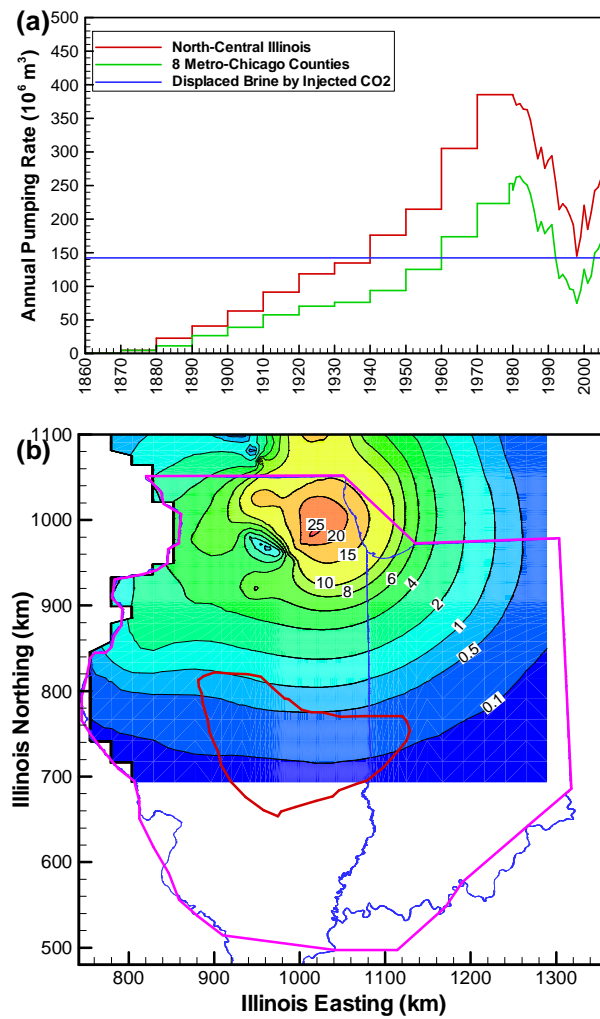 (a)
500
450
400
350
300
250
200
150
100
50
0
Annual Pumping Rate (10⁶ m³)
North-Central Illinois
8 Metro-Chicago Counties
Displaced Brine by Injected CO2
1860 1870 1880 1890 1900 1910 1920 1930 1940 1950 1960 1970 1980 1990 2000
(b)
1100
1000
900
800
700
600
500
Illinois Northing (km)
25
20
15
10
8
6
4
2
1
0.5
0.1
800 900 1000 1100 1200 1300
Illinois Easting (km)